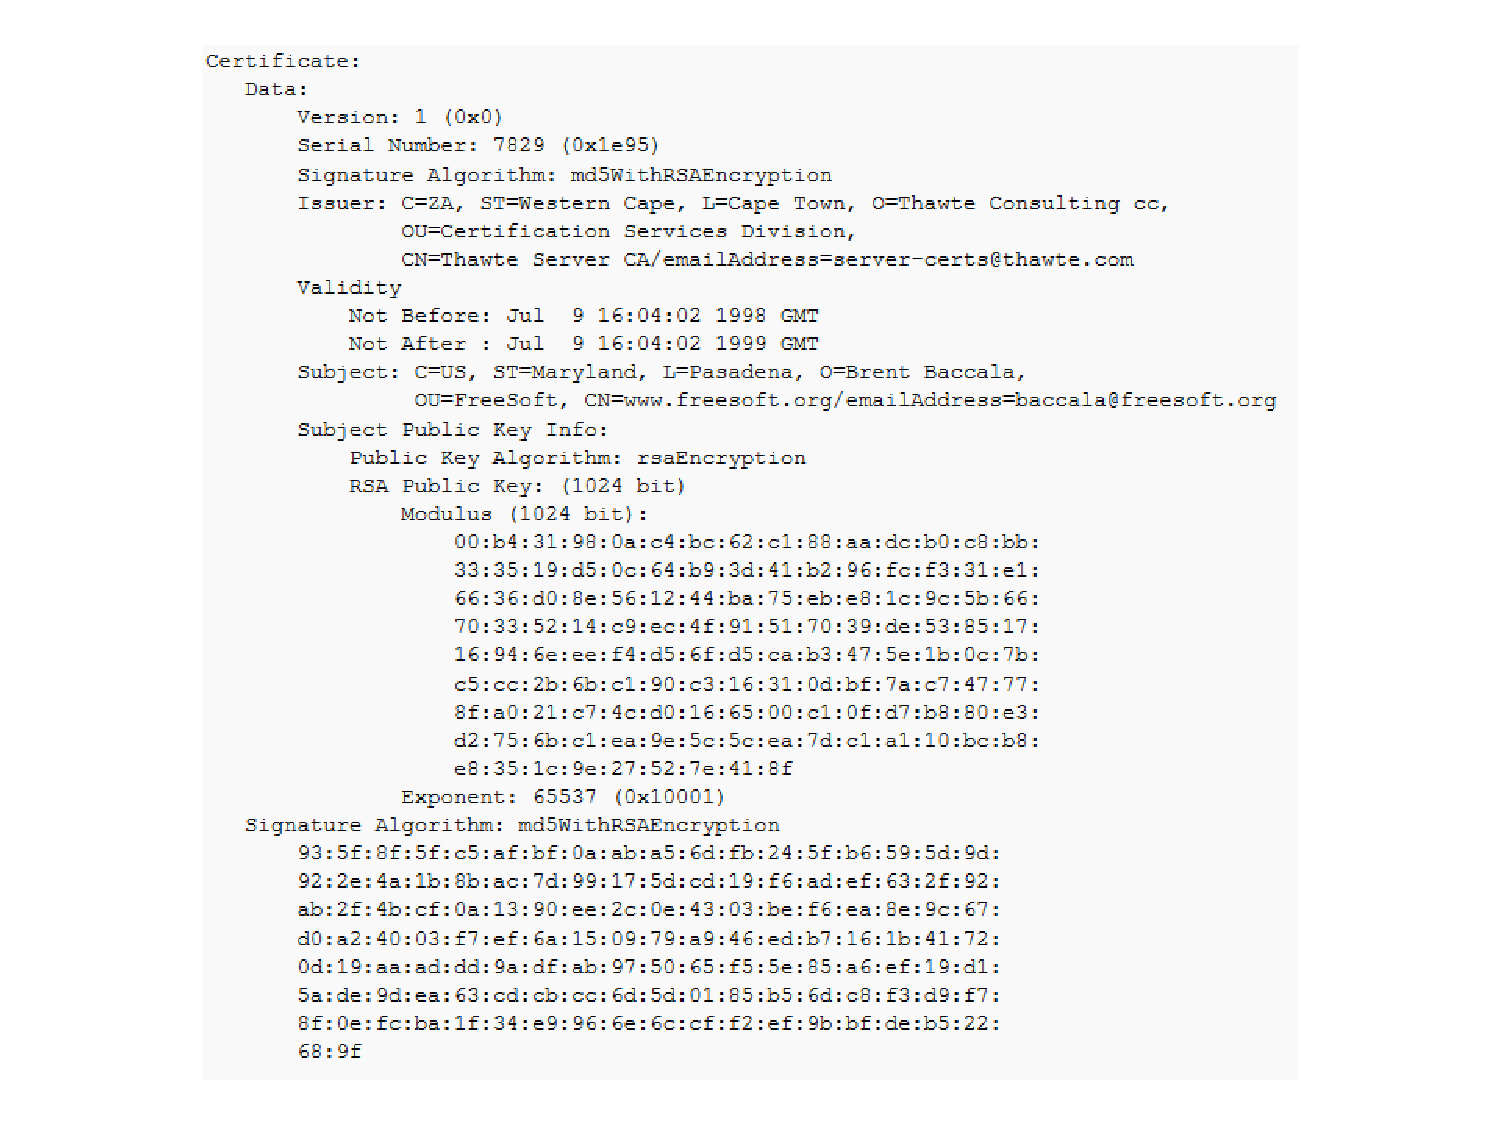 Certificate:
   Data:
       Version: 1 (0x0)
       Serial Number: 7829 (0x1e95)
       Signature Algorithm: md5WithRSAEncryption
       Issuer: C=ZA, ST=Western Cape, L=Cape Town, O=Thawte Consulting cc,
               OU=Certification Services Division,
               CN=Thawte Server CA/emailAddress=server-certs@thawte.com
       Validity
           Not Before: Jul  9 16:04:02 1998 GMT
           Not After : Jul  9 16:04:02 1999 GMT
       Subject: C=US, ST=Maryland, L=Pasadena, O=Brent Baccala,
                OU=FreeSoft, CN=www.freesoft.org/emailAddress=baccala@freesoft.org
       Subject Public Key Info:
           Public Key Algorithm: rsaEncryption
           RSA Public Key: (1024 bit)
               Modulus (1024 bit):
                   00:b4:31:98:0a:c4:bc:62:c1:88:aa:dc:b0:c8:bb:
                   33:35:19:d5:0c:64:b9:3d:41:b2:96:fc:f3:31:e1:
                   66:36:d0:8e:56:12:44:ba:75:eb:e8:1c:9c:5b:66:
                   70:33:52:14:c9:ec:4f:91:51:70:39:de:53:85:17:
                   16:94:6e:ee:f4:d5:6f:d5:ca:b3:47:5e:1b:0c:7b:
                   c5:cc:2b:6b:c1:90:c3:16:31:0d:bf:7a:c7:47:77:
                   8f:a0:21:c7:4c:d0:16:65:00:c1:0f:d7:b8:80:e3:
                   d2:75:6b:c1:ea:9e:5c:5c:ea:7d:c1:a1:10:bc:b8:
                   e8:35:1c:9e:27:52:7e:41:8f
               Exponent: 65537 (0x10001)
   Signature Algorithm: md5WithRSAEncryption
       93:5f:8f:5f:c5:af:bf:0a:ab:a5:6d:fb:24:5f:b6:59:5d:9d:
       92:2e:4a:1b:8b:ac:7d:99:17:5d:cd:19:f6:ad:ef:63:2f:92:
       ab:2f:4b:cf:0a:13:90:ee:2c:0e:43:03:be:f6:ea:8e:9c:67:
       d0:a2:40:03:f7:ef:6a:15:09:79:a9:46:ed:b7:16:1b:41:72:
       0d:19:aa:ad:dd:9a:df:ab:97:50:65:f5:5e:85:a6:ef:19:d1:
       5a:de:9d:ea:63:cd:cb:cc:6d:5d:01:85:b5:6d:c8:f3:d9:f7:
       8f:0e:fc:ba:1f:34:e9:96:6e:6c:cf:f2:ef:9b:bf:de:b5:22:
       68:9f